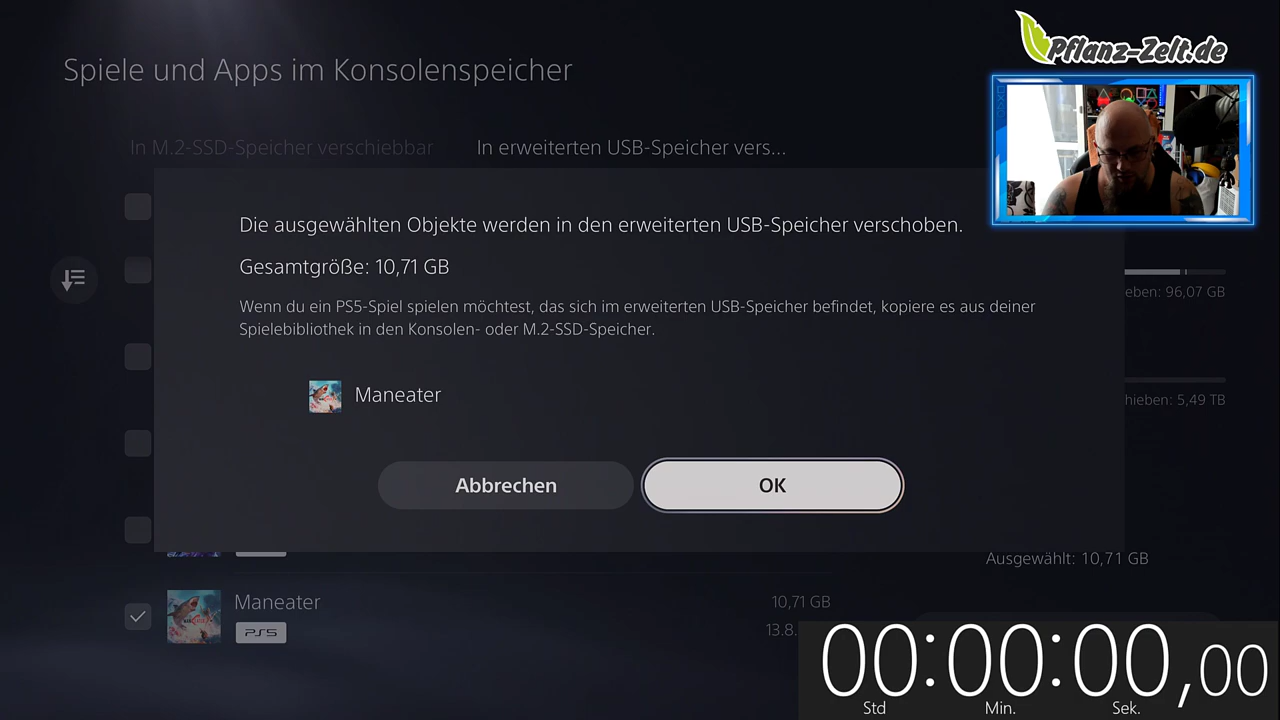 Pflanz-Zelt.de
Spiele und Apps im Konsolenspeicher
In M.2-SSD-Speicher verschiebbar
In erweiterten USB-Speicher vers...
Die ausgewählten Objekte werden in den erweiterten USB-Speicher verschoben.
Gesamtgröße: 10,71 GB
eben: 96,07 GB
Wenn du ein PS5-Spiel spielen möchtest, das sich im erweiterten USB-Speicher befindet, kopiere es aus deiner
Spielebibliothek in den Konsolen- oder M.2-SSD-Speicher.
Maneater
hieben: 5,49 TB
Abbrechen
OK
Ausgewählt: 10,71 GB
Maneater
10,71 GB
PS5
13.8.
00:00:00,00
Std
Min.
Sek.